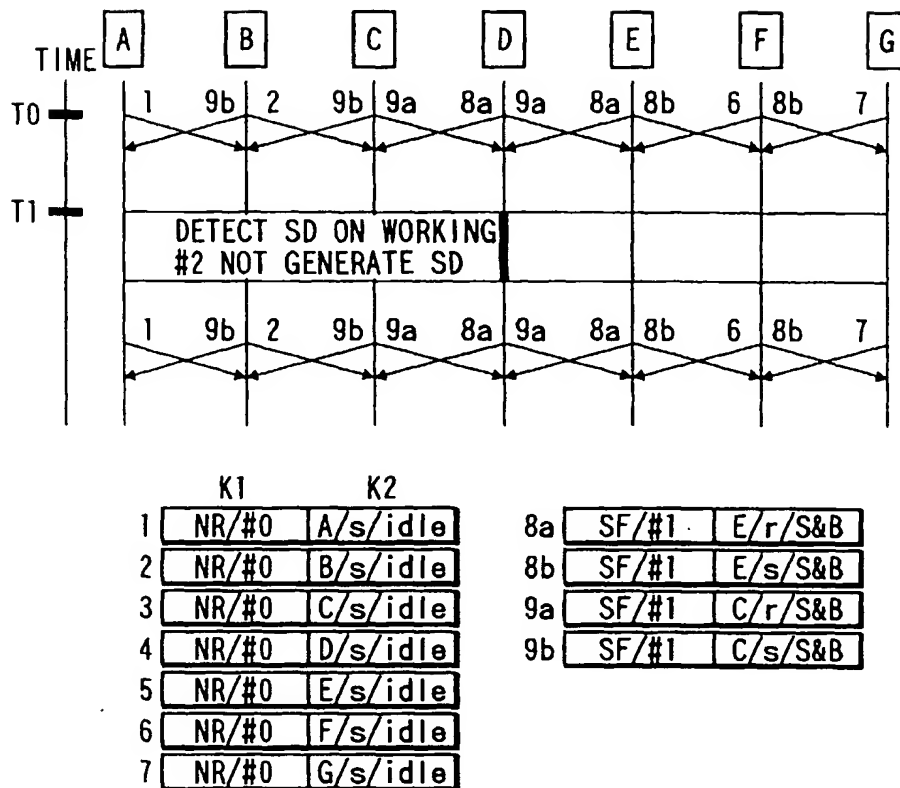 A B C D E F G
TIME
T0 1 9b 2 9b 9a 8a 9a 8a 8b 6 8b 7
T1
DETECT SD ON WORKING
#2 NOT GENERATE SD
1 9b 2 9b 9a 8a 9a 8a 8b 6 8b 7
K1 K2
1 NR/#0 A/s/idle
2 NR/#0 B/s/idle
3 NR/#0 C/s/idle
4 NR/#0 D/s/idle
5 NR/#0 E/s/idle
6 NR/#0 F/s/idle
7 NR/#0 G/s/idle
8a SF/#1 E/r/S&B
8b SF/#1 E/s/S&B
9a SF/#1 C/r/S&B
9b SF/#1 C/s/S&B